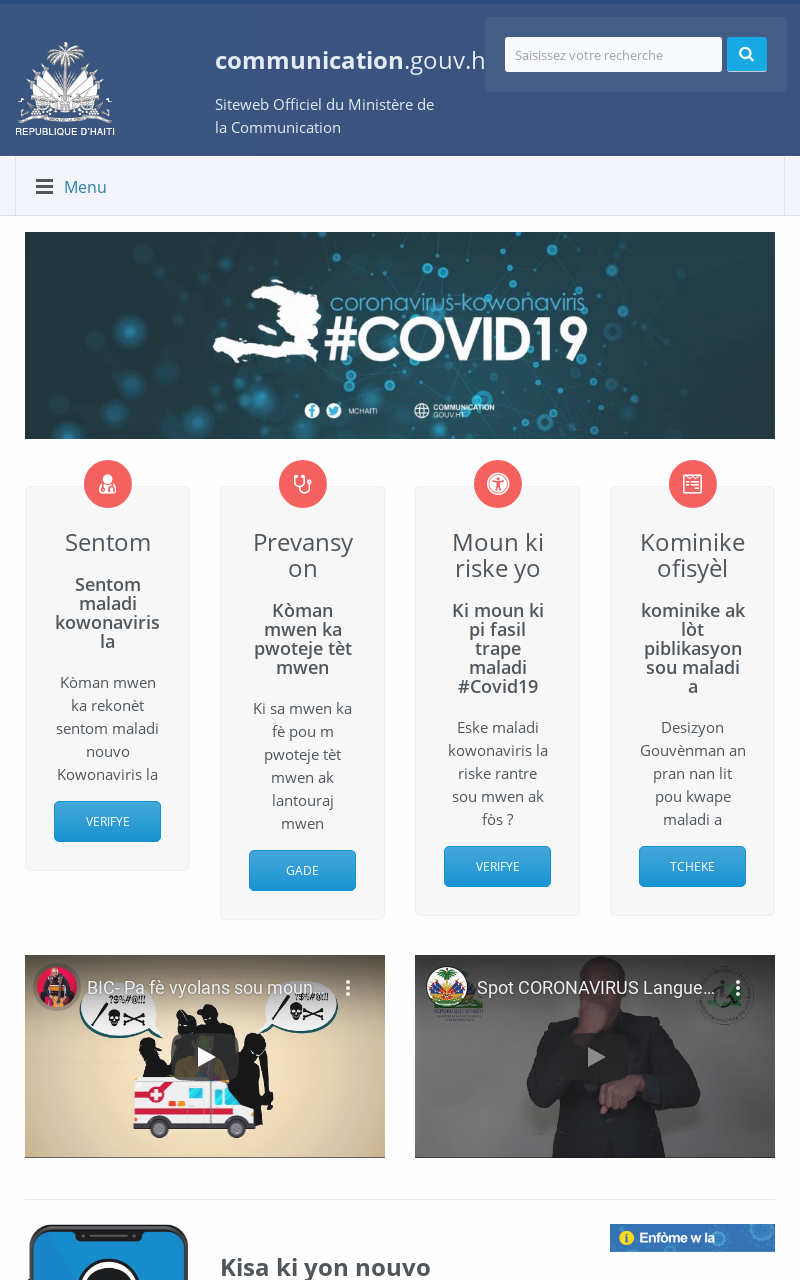 communication.gouv.h
Saisissez votre recherche
Siteweb Officiel du Ministère de
la Communication
REPUBLIQUE D'HAITI
Menu
coronavirus-kowonaviris
#COVID19
MCHAITI
COMMUNICATION
GOUV.HT
Sentom
Sentom
maladi
kowonaviris
la
Kòman mwen
ka rekonèt
sentom maladi
nouvo
Kowonaviris la
VERIFYE
Prevansy
on
Kòman
mwen ka
pwoteje tèt
mwen
Ki sa mwen ka
fè pou m
pwoteje tèt
mwen ak
lantouraj
mwen
GADE
Moun ki
riske yo
Ki moun ki
pi fasil
trape
maladi
#Covid19
Eske maladi
kowonaviris la
riske rantre
sou mwen ak
fòs ?
VERIFYE
Kominike
ofisyèl
kominike ak
lòt
piblikasyon
sou maladi
a
Desizyon
Gouvènman an
pran nan lit
pou kwape
maladi a
TCHEKE
BIC- Pa fè vyolans sou moun...
?%$#@!!!
?%$#@!!!
Spot CORONAVIRUS Langue...
Kisa ki yon nouvo
Enfòme w la